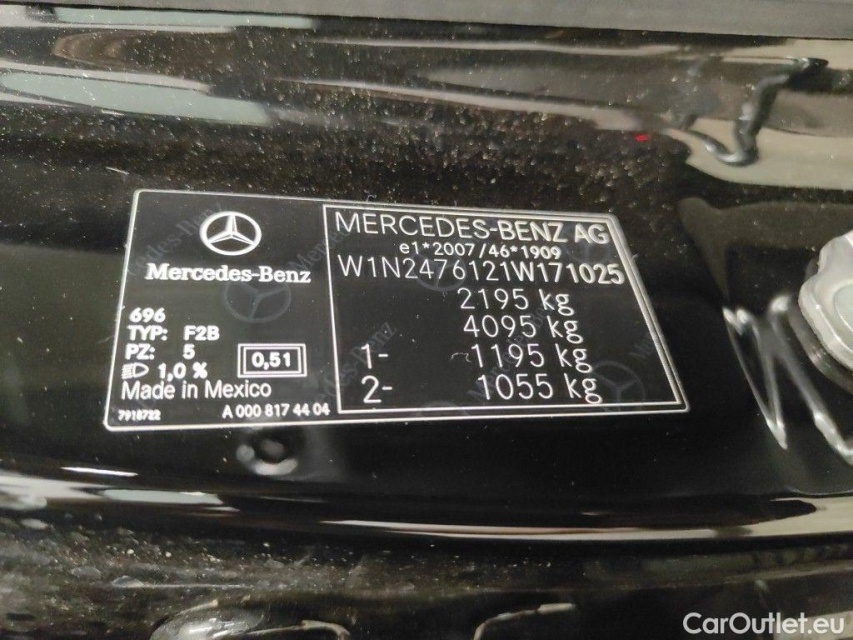 Mercedes-Benz
696
TYP: F2B
PZ: 5
1,0 %
0,51
Made in Mexico
7918722
A 000 817 44 04
MERCEDES-BENZ AG
e1*2007/46*1909
W1N2476121W171025
2195 kg
4095 kg
1- 1195 kg
2- 1055 kg
CarOutlet.eu